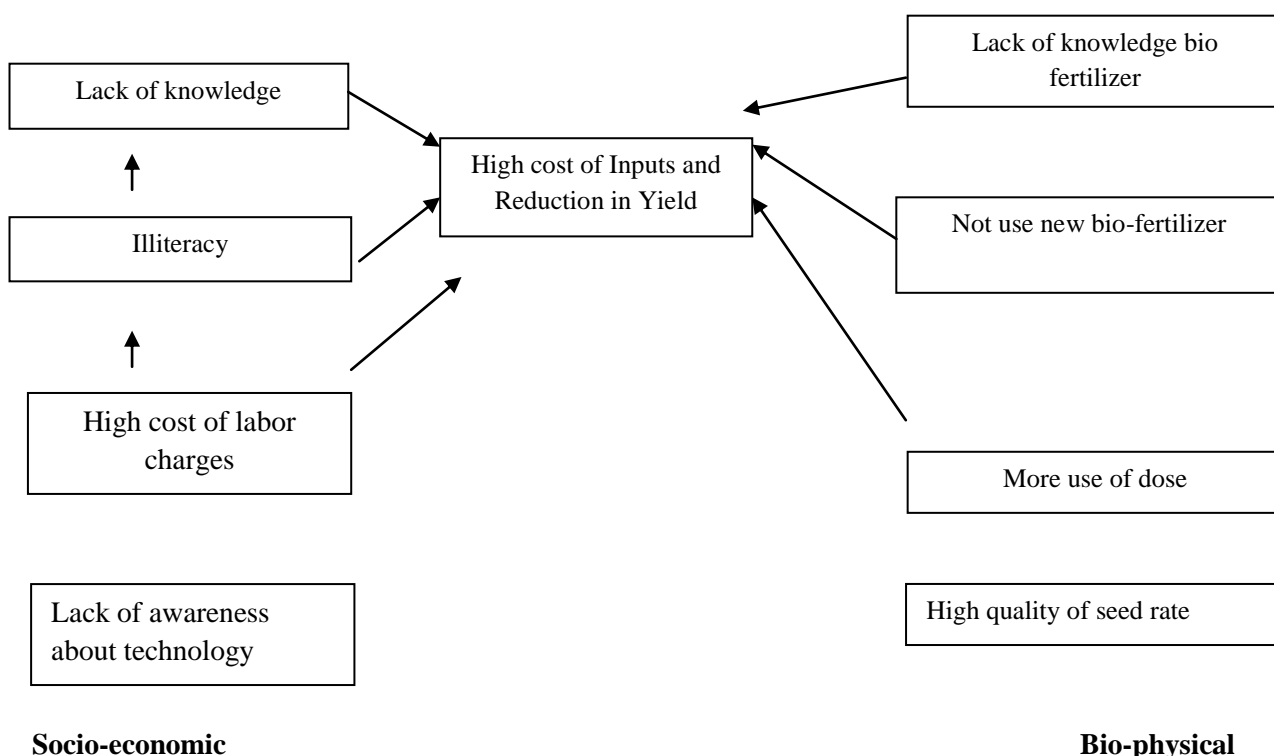 Lack of knowledge bio
fertilizer
Lack of knowledge
High cost of Inputs and
Reduction in Yield
Illiteracy
Not use new bio-fertilizer
High cost of labor
charges
More use of dose
Lack of awareness
about technology
High quality of seed rate
Socio-economic
Bio-physical